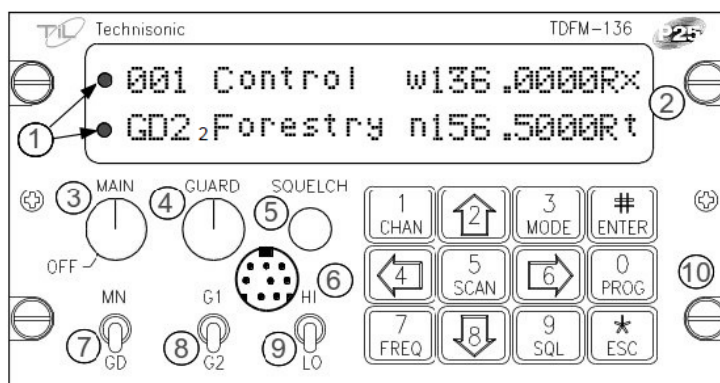 TiL Technisonic TDFM-136 P25
001 Control w136.0000Rx
GD2 2Forestry n156.5000Rt
1 2
3 MAIN 4 GUARD 5 SQUELCH
OFF
6
1 CHAN 2 3 MODE # ENTER
4 5 SCAN 6 0 PROG
7 FREQ 8 9 SQL * ESC
10
MN G1 HI
7 8 9
GD G2 LO